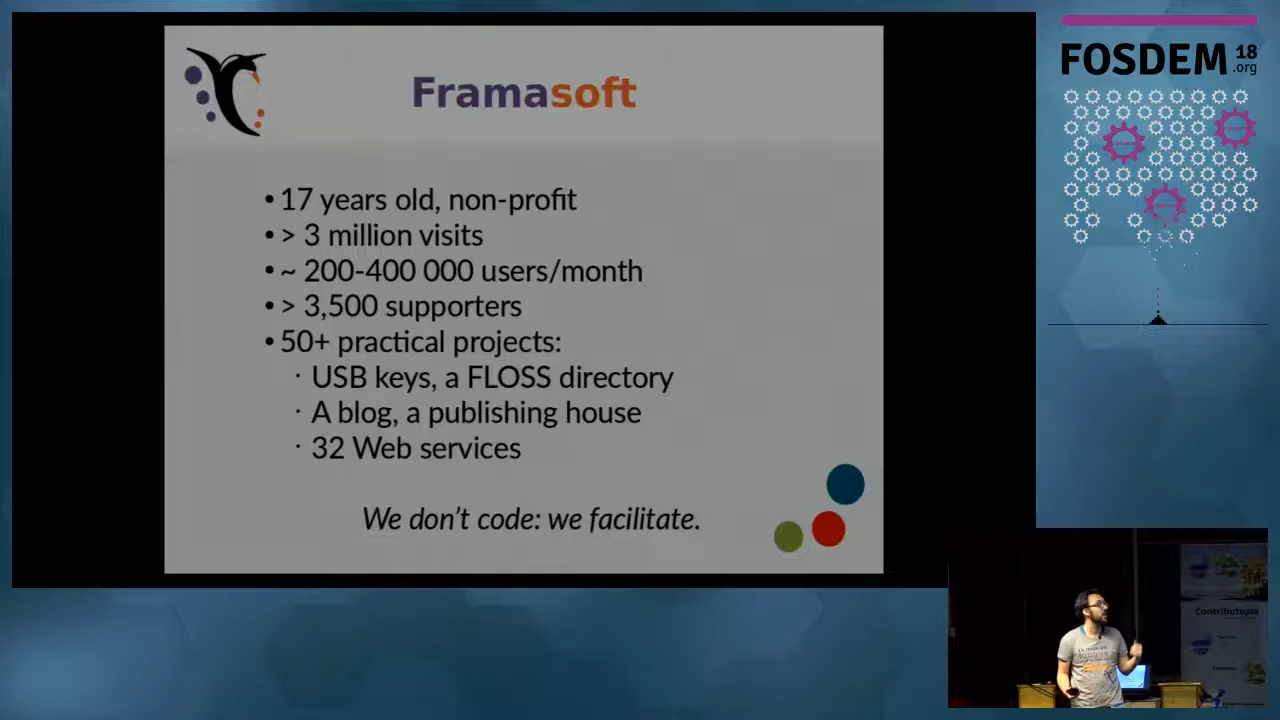 Framasoft
• 17 years old, non-profit
• > 3 million visits
• ~ 200-400 000 users/month
• > 3,500 supporters
• 50+ practical projects:
· USB keys, a FLOSS directory
· A blog, a publishing house
· 32 Web services
We don't code: we facilitate.
FOSDEM 18
.org
Contributopia